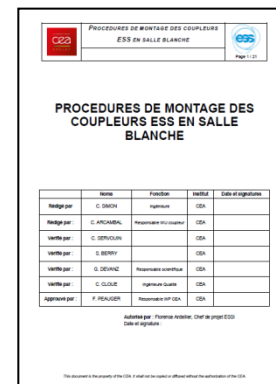 PROCEDURES DE MONTAGE DES COUPLEURS
ESS EN SALLE BLANCHE
cea
ess
Page 1 / 21
PROCEDURES DE MONTAGE DES
COUPLEURS ESS EN SALLE
BLANCHE
Nome Fonction Institut Date et signatures
Rédigé par C. SIMON Ingénieure CEA
Rédigé par : C. ARCAMBAL Responsable WU coupleur CEA
Vérifié par : C. SERVOUIN CEA
Vérifié par : S. BERRY CEA
Vérifié par : G. DEVANZ Responsable scientifique CEA
Vérifié par : C. CLOUE Ingénieure Qualité CEA
Approuvé par : F. PEAUGER Responsable WP CEA
Autorisé par : Florence Ardellier, Chef de projet ESSI
Date et signature :
This document is the property of the CEA. It shall not be copied or diffused without the authorization of the CEA.